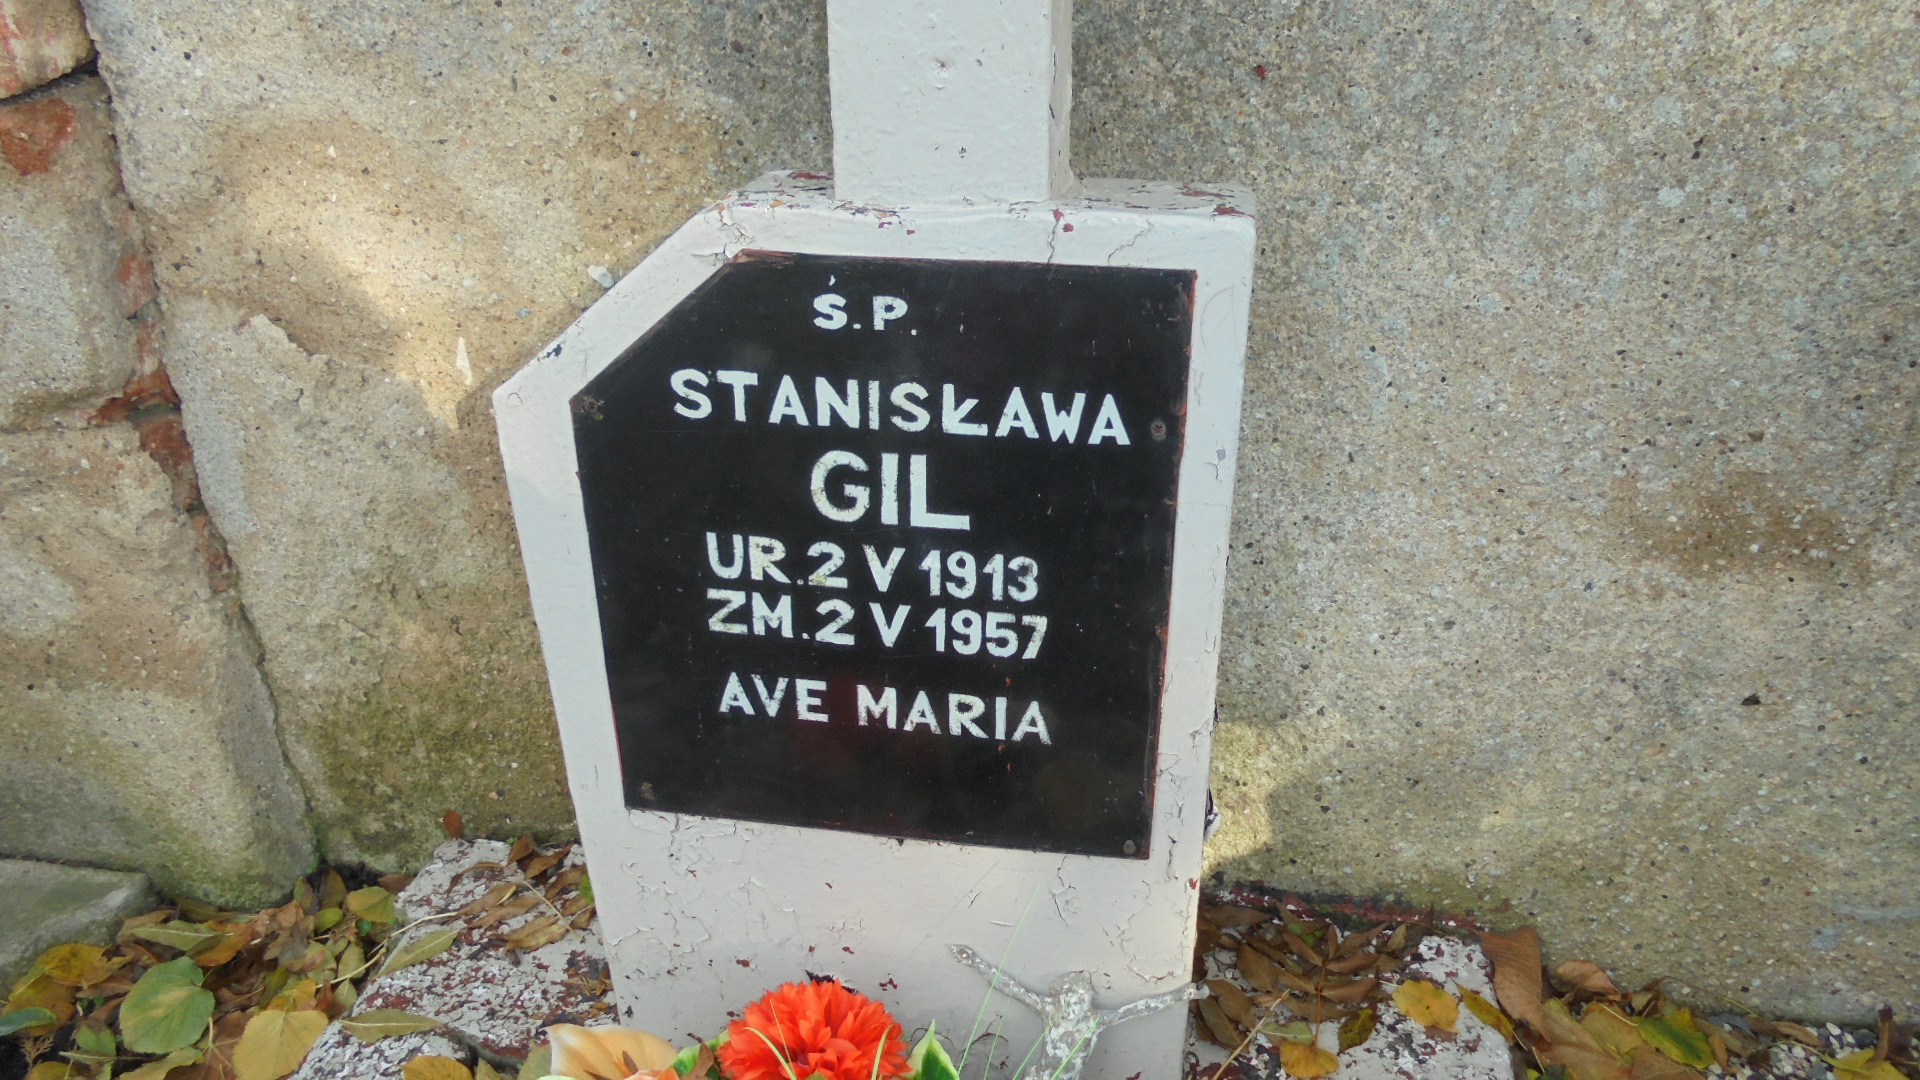 Ś.P.
STANISŁAWA
GIL
UR. 2 V 1913
ZM. 2 V 1957
AVE MARIA